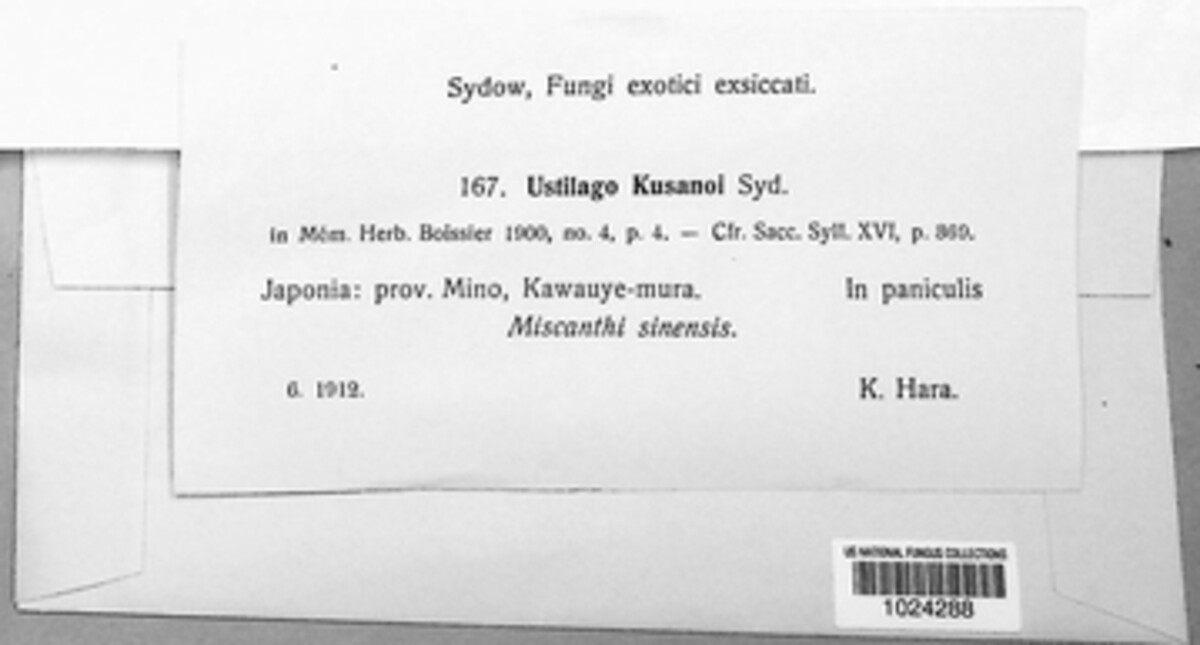 Sydow, Fungi exotici exsiccati.
167. Ustilago Kusanoi Syd.
in Mém. Herb. Boissier 1900, no. 4, p. 4. — Cfr. Sacc. Syll. XVI, p. 369.
Japonia: prov. Mino, Kawauye-mura. In paniculis
Miscanthi sinensis.
6. 1912. K. Hara.
US NATIONAL FUNGUS COLLECTIONS
1024288